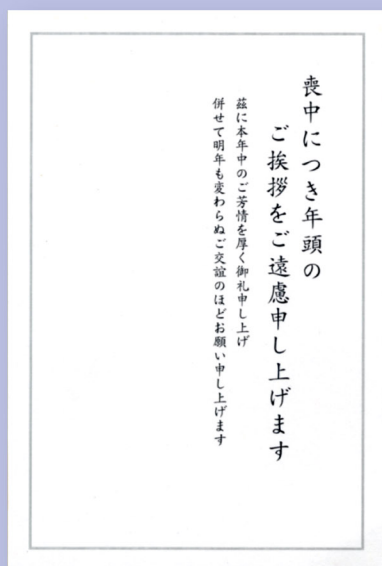 喪中につき年頭の
ご挨拶をご遠慮申し上げます
茲に本年中のご芳情を厚く御礼申し上げ
併せて明年も変わらぬご交誼のほどお願い申し上げます